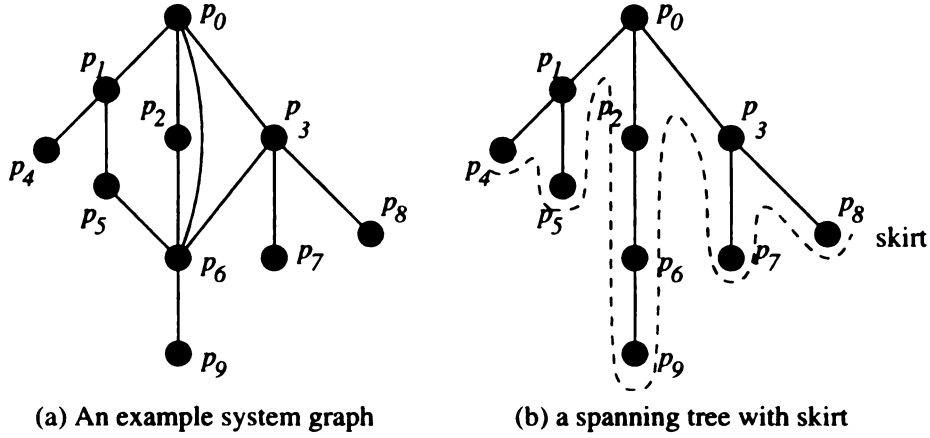 p0 p0
p1 p1
p2 p2
p3 p3
p4 p4
p5 p5
p8 p8
skirt
p6 p7 p6 p7
p9 p9
(a) An example system graph (b) a spanning tree with skirt